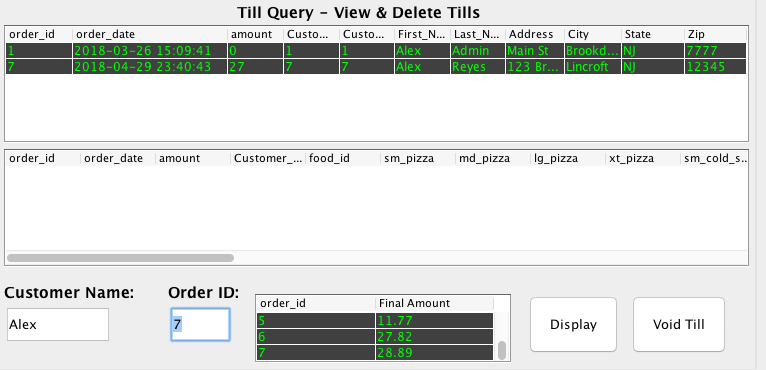 Till Query – View & Delete Tills
order_id order_date amount Custo... Custo... First_N... Last_N... Address City State Zip
1 2018-03-26 15:09:41 0 1 1 Alex Admin Main St Brookd... NJ 7777
7 2018-04-29 23:40:43 27 7 7 Alex Reyes 123 Br... Lincroft NJ 12345
order_id order_date amount Customer_... food_id sm_pizza md_pizza lg_pizza xt_pizza sm_cold_s...
Customer Name: Order ID:
order_id Final Amount
Alex 7 Display Void Till
5 11.77
6 27.82
7 28.89